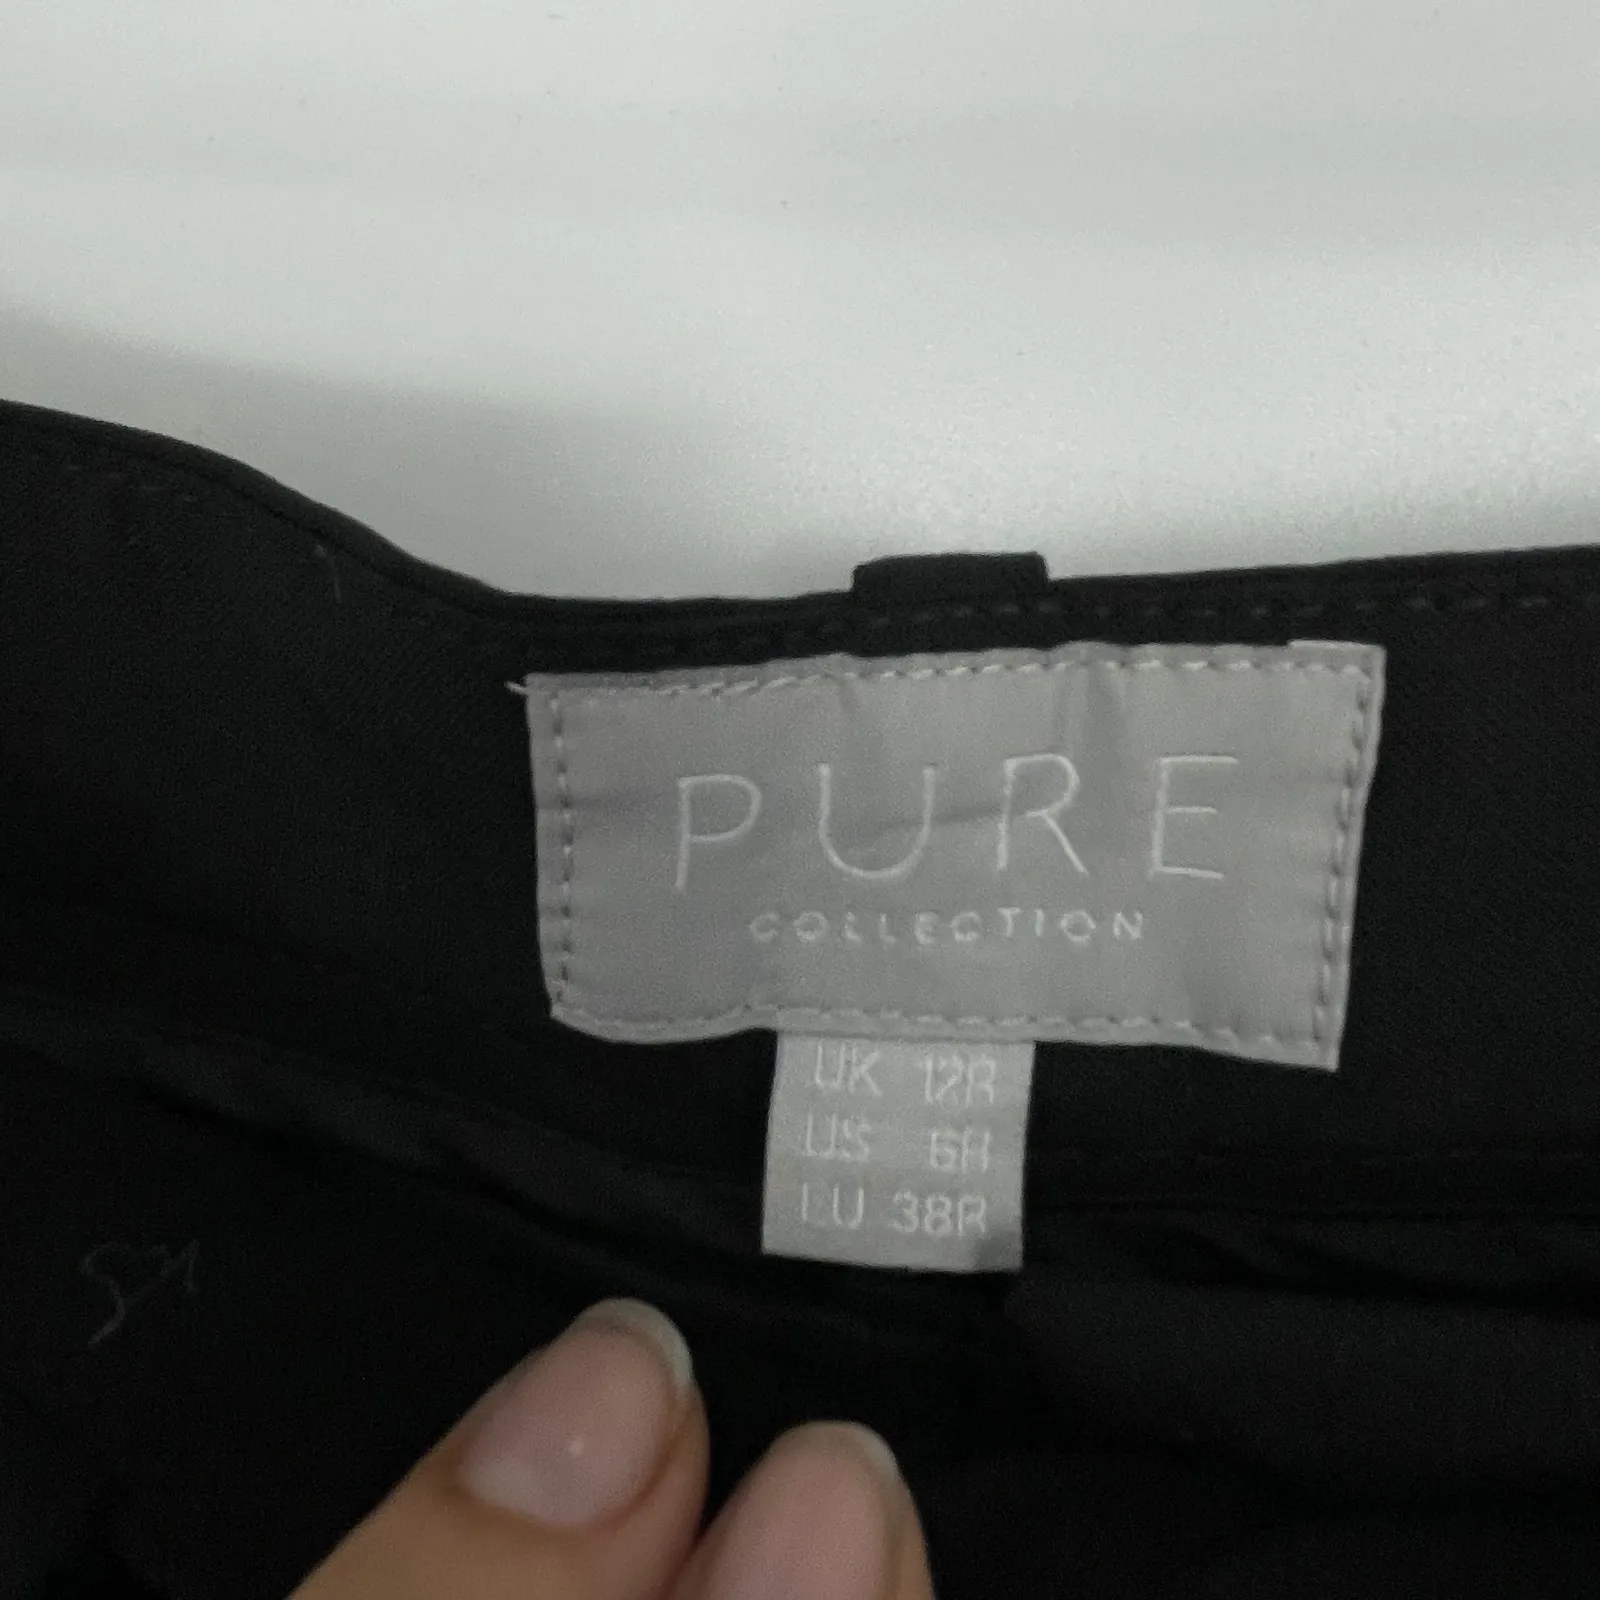 PURE
COLLECTION
UK 12R
US 6R
EU 38R